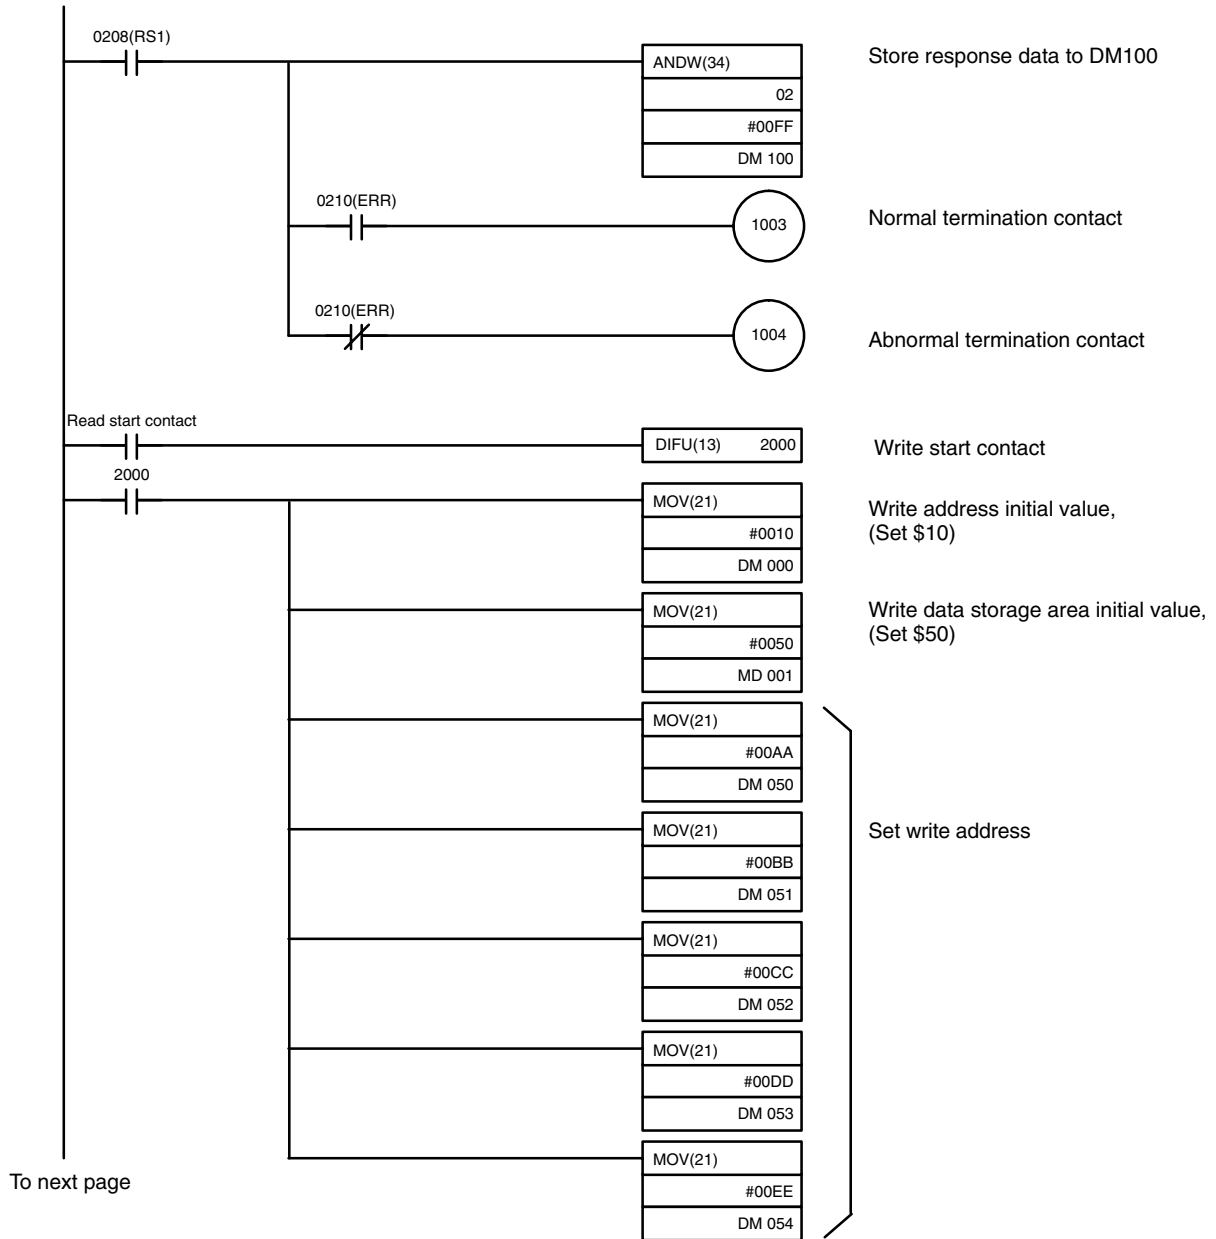 0208(RS1)
ANDW(34)
02
#00FF
DM 100
Store response data to DM100
0210(ERR)
1003
Normal termination contact
0210(ERR)
1004
Abnormal termination contact
Read start contact
DIFU(13) 2000
Write start contact
2000
MOV(21)
#0010
DM 000
Write address initial value,
(Set $10)
MOV(21)
#0050
MD 001
Write data storage area initial value,
(Set $50)
MOV(21)
#00AA
DM 050
MOV(21)
#00BB
DM 051
Set write address
MOV(21)
#00CC
DM 052
MOV(21)
#00DD
DM 053
MOV(21)
#00EE
DM 054
To next page